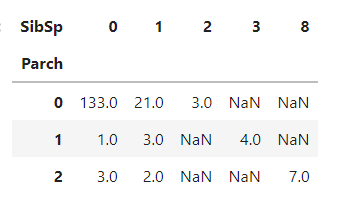 SibSp 0 1 2 3 8
Parch
0 133.0 21.0 3.0 NaN NaN
1 1.0 3.0 NaN 4.0 NaN
2 3.0 2.0 NaN NaN 7.0